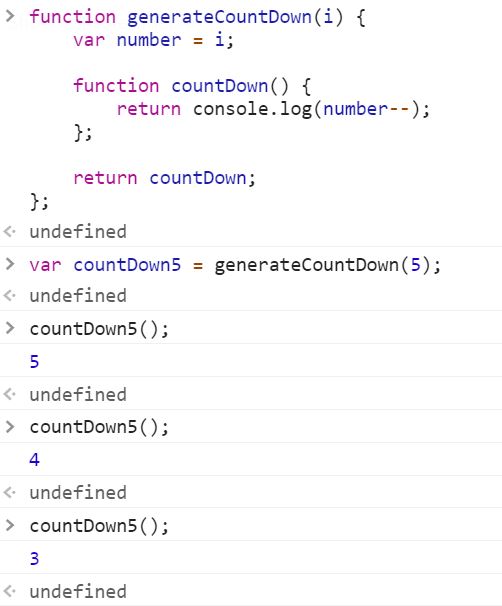 > function generateCountDown(i) {
    var number = i;

    function countDown() {
        return console.log(number--);
    };

    return countDown;
};
<· undefined
> var countDown5 = generateCountDown(5);
<· undefined
> countDown5();
5
<· undefined
> countDown5();
4
<· undefined
> countDown5();
3
<· undefined